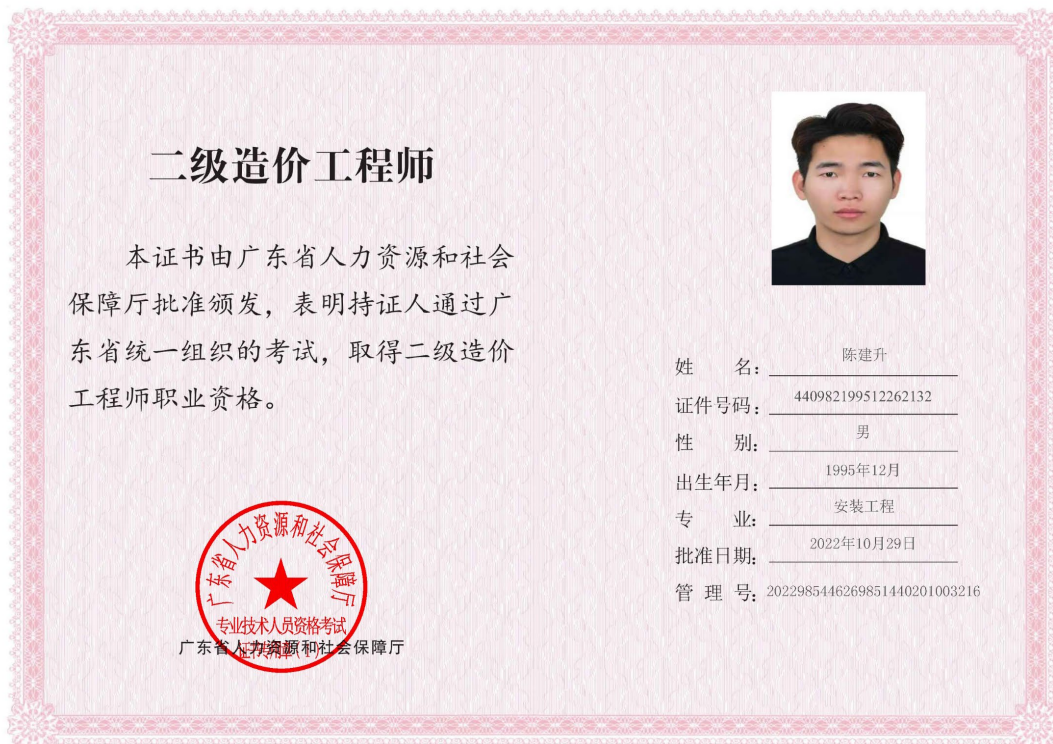 二级造价工程师
本证书由广东省人力资源和社会
保障厅批准颁发，表明持证人通过广
东省统一组织的考试，取得二级造价
工程师职业资格。
广东省人力资源和社会保障厅
专业技术人员资格考试
广东省人力资源和社会保障厅
姓 名：陈建升
证件号码：440982199512262132
性 别：男
出生年月：1995年12月
专 业：安装工程
批准日期：2022年10月29日
管 理 号：20229854462698514402010032​16